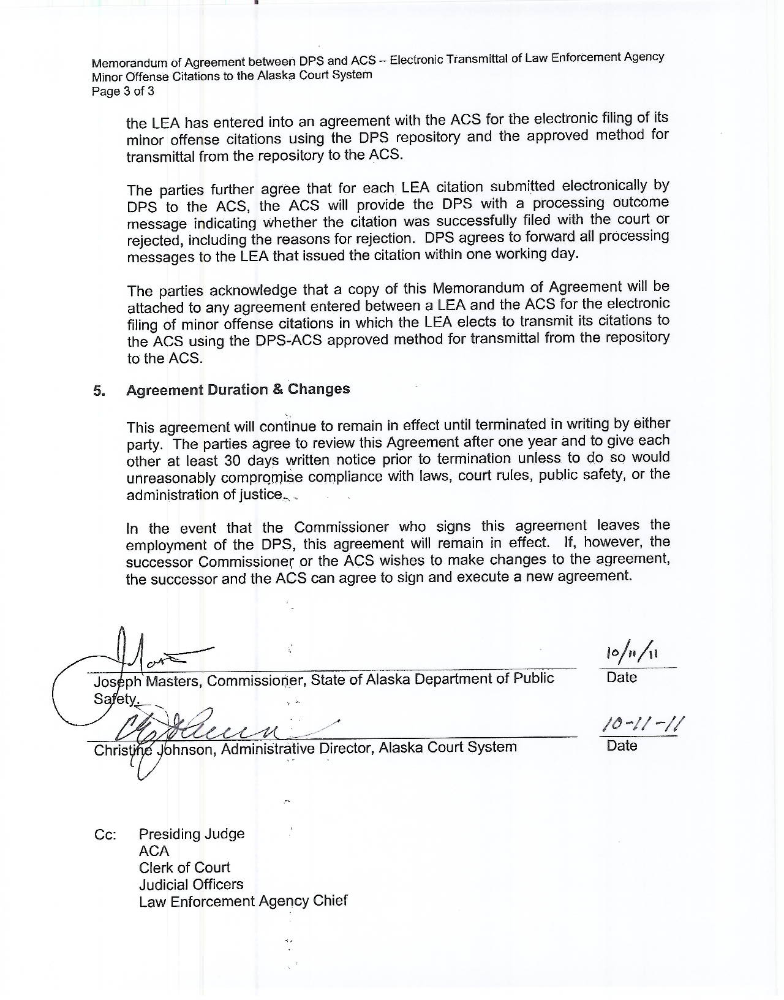 Memorandum of Agreement between DPS and ACS – Electronic Transmittal of Law Enforcement Agency
Minor Offense Citations to the Alaska Court System
Page 3 of 3
the LEA has entered into an agreement with the ACS for the electronic filing of its
minor offense citations using the DPS repository and the approved method for
transmittal from the repository to the ACS.
The parties further agree that for each LEA citation submitted electronically by
DPS to the ACS, the ACS will provide the DPS with a processing outcome
message indicating whether the citation was successfully filed with the court or
rejected, including the reasons for rejection. DPS agrees to forward all processing
messages to the LEA that issued the citation within one working day.
The parties acknowledge that a copy of this Memorandum of Agreement will be
attached to any agreement entered between a LEA and the ACS for the electronic
filing of minor offense citations in which the LEA elects to transmit its citations to
the ACS using the DPS-ACS approved method for transmittal from the repository
to the ACS.
5. Agreement Duration & Changes
This agreement will continue to remain in effect until terminated in writing by either
party. The parties agree to review this Agreement after one year and to give each
other at least 30 days written notice prior to termination unless to do so would
unreasonably compromise compliance with laws, court rules, public safety, or the
administration of justice.
In the event that the Commissioner who signs this agreement leaves the
employment of the DPS, this agreement will remain in effect. If, however, the
successor Commissioner or the ACS wishes to make changes to the agreement,
the successor and the ACS can agree to sign and execute a new agreement.
10/11/11
Joseph Masters, Commissioner, State of Alaska Department of Public Date
Safety.
10-11-11
Christine Johnson, Administrative Director, Alaska Court System Date
Cc: Presiding Judge
ACA
Clerk of Court
Judicial Officers
Law Enforcement Agency Chief